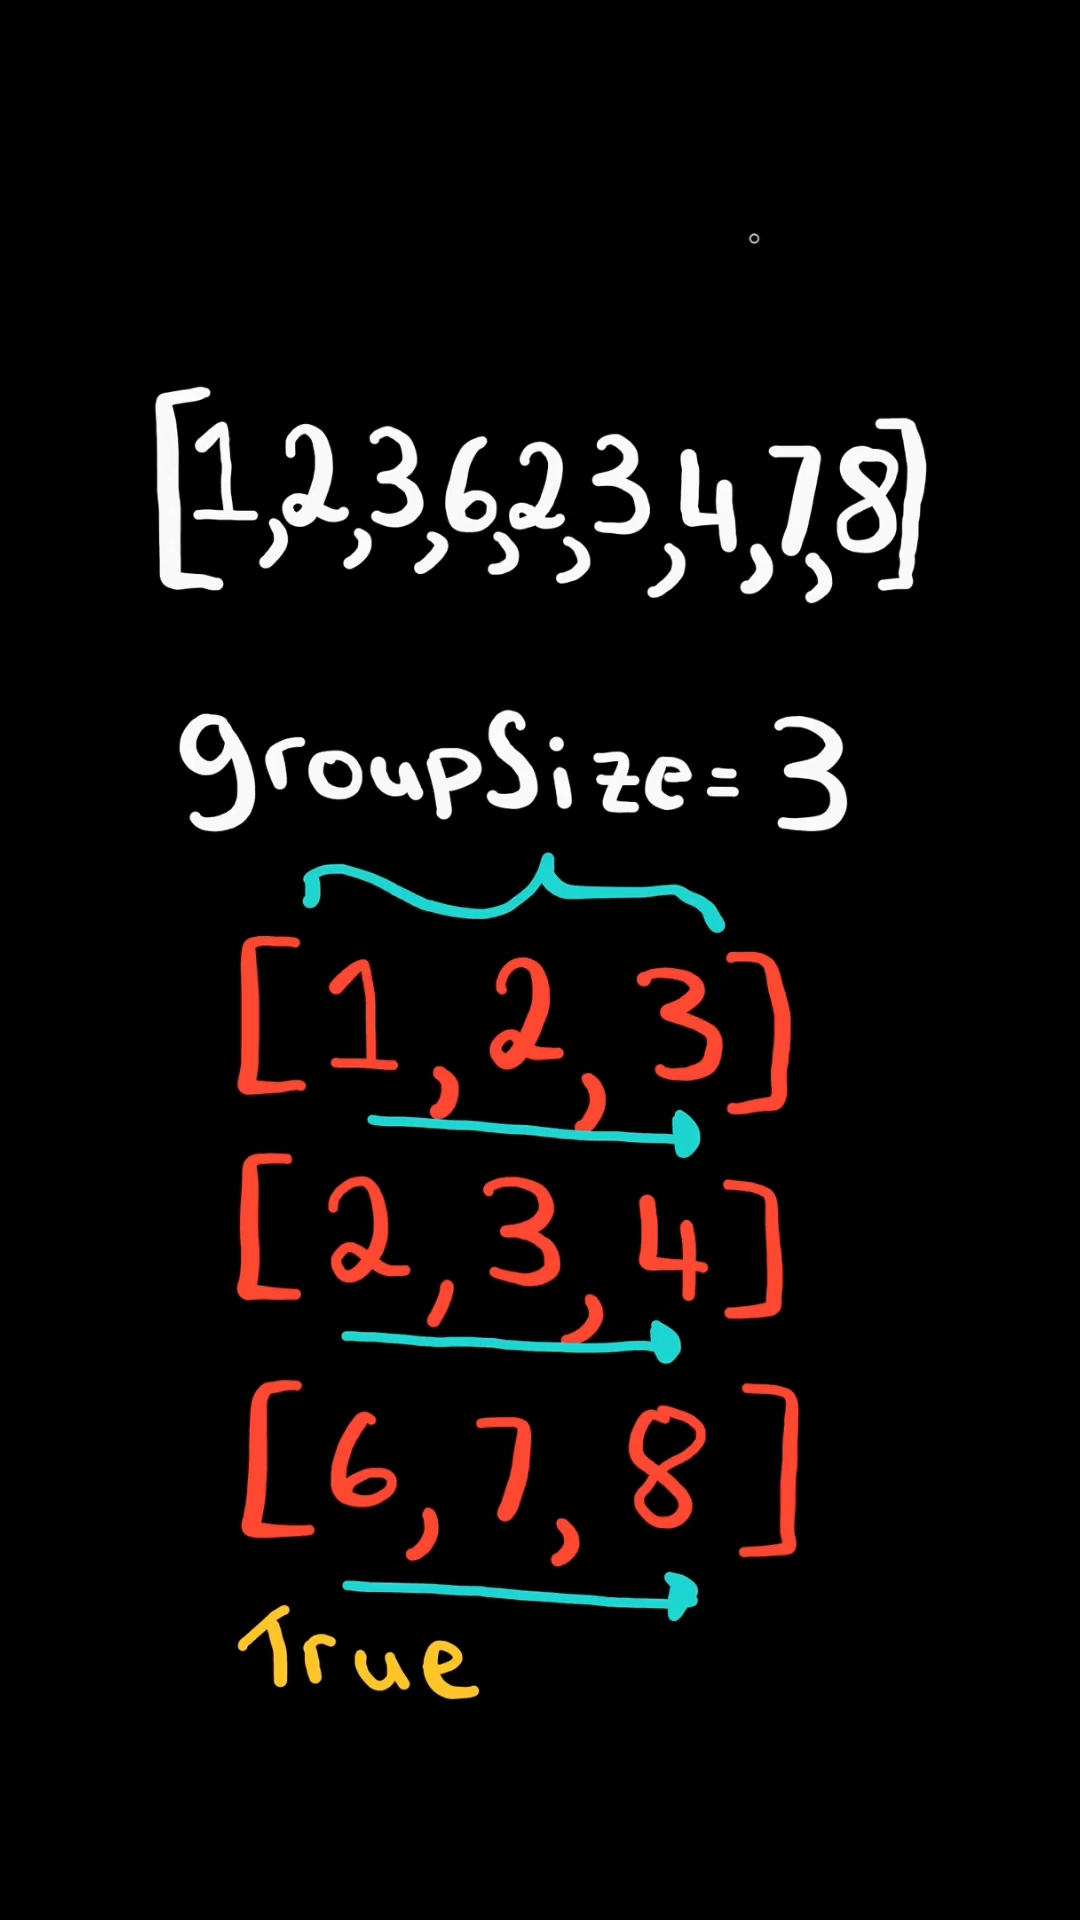 [1,2,3,6,2,3,4,7,8]
groupSize=3
[1,2,3]
[2,3,4]
[6,7,8]
True